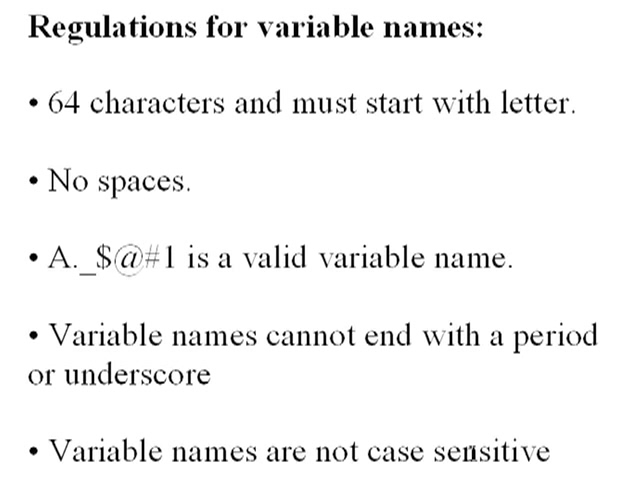 Regulations for variable names:
• 64 characters and must start with letter.
• No spaces.
• A._$@#1 is a valid variable name.
• Variable names cannot end with a period
or underscore
• Variable names are not case sensitive